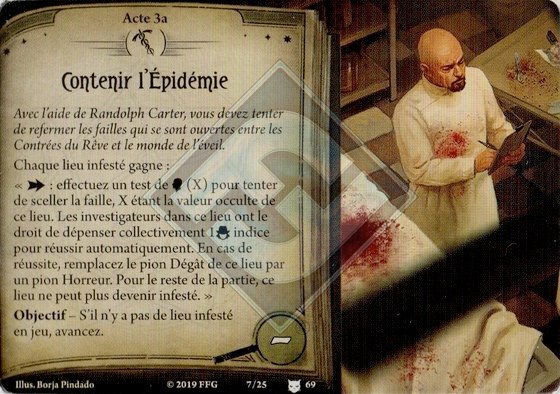 Acte 3a
Contenir l'Épidémie
Avec l'aide de Randolph Carter, vous devez tenter
de refermer les failles qui se sont ouvertes entre les
Contrées du Rêve et le monde de l'éveil.
Chaque lieu infesté gagne :
« : effectuez un test de (X) pour tenter
de sceller la faille, X étant la valeur occulte de
ce lieu. Les investigateurs dans ce lieu ont le
droit de dépenser collectivement 1 indice
pour réussir automatiquement. En cas de
réussite, remplacez le pion Dégât de ce lieu par
un pion Horreur. Pour le reste de la partie, ce
lieu ne peut plus devenir infesté. »
Objectif – S'il n'y a pas de lieu infesté
en jeu, avancez.
–
Illus. Borja Pindado © 2019 FFG 7/25 69